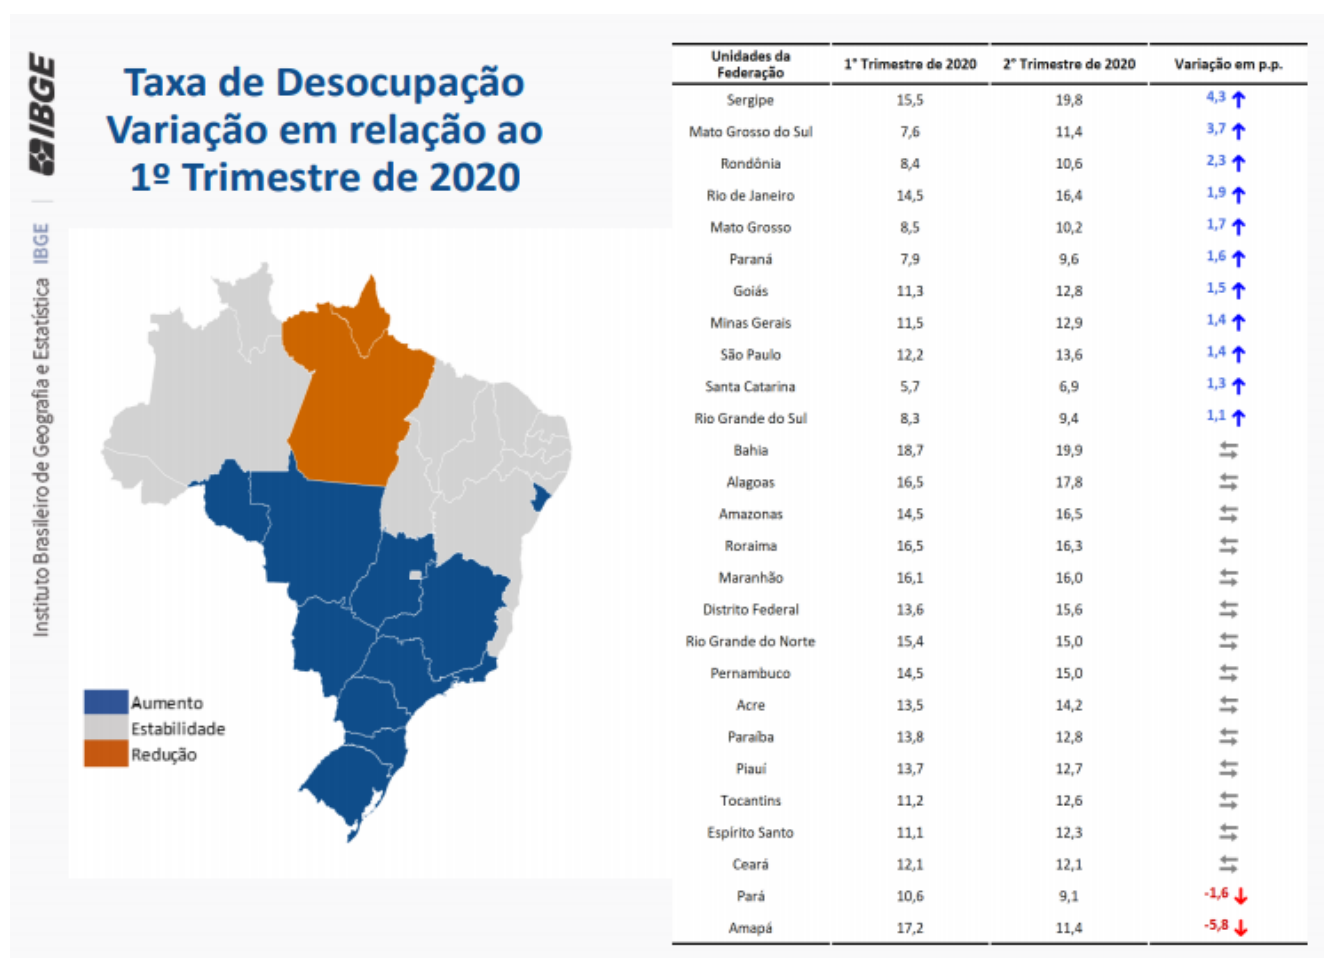 IBGE
Instituto Brasileiro de Geografia e Estatística IBGE
Taxa de Desocupação
Variação em relação ao
1º Trimestre de 2020
Aumento
Estabilidade
Redução
Unidades da Federação 1° Trimestre de 2020 2° Trimestre de 2020 Variação em p.p.
Sergipe 15,5 19,8 4,3
Mato Grosso do Sul 7,6 11,4 3,7
Rondônia 8,4 10,6 2,3
Rio de Janeiro 14,5 16,4 1,9
Mato Grosso 8,5 10,2 1,7
Paraná 7,9 9,6 1,6
Goiás 11,3 12,8 1,5
Minas Gerais 11,5 12,9 1,4
São Paulo 12,2 13,6 1,4
Santa Catarina 5,7 6,9 1,3
Rio Grande do Sul 8,3 9,4 1,1
Bahia 18,7 19,9
Alagoas 16,5 17,8
Amazonas 14,5 16,5
Roraima 16,5 16,3
Maranhão 16,1 16,0
Distrito Federal 13,6 15,6
Rio Grande do Norte 15,4 15,0
Pernambuco 14,5 15,0
Acre 13,5 14,2
Paraíba 13,8 12,8
Piauí 13,7 12,7
Tocantins 11,2 12,6
Espírito Santo 11,1 12,3
Ceará 12,1 12,1
Pará 10,6 9,1 -1,6
Amapá 17,2 11,4 -5,8